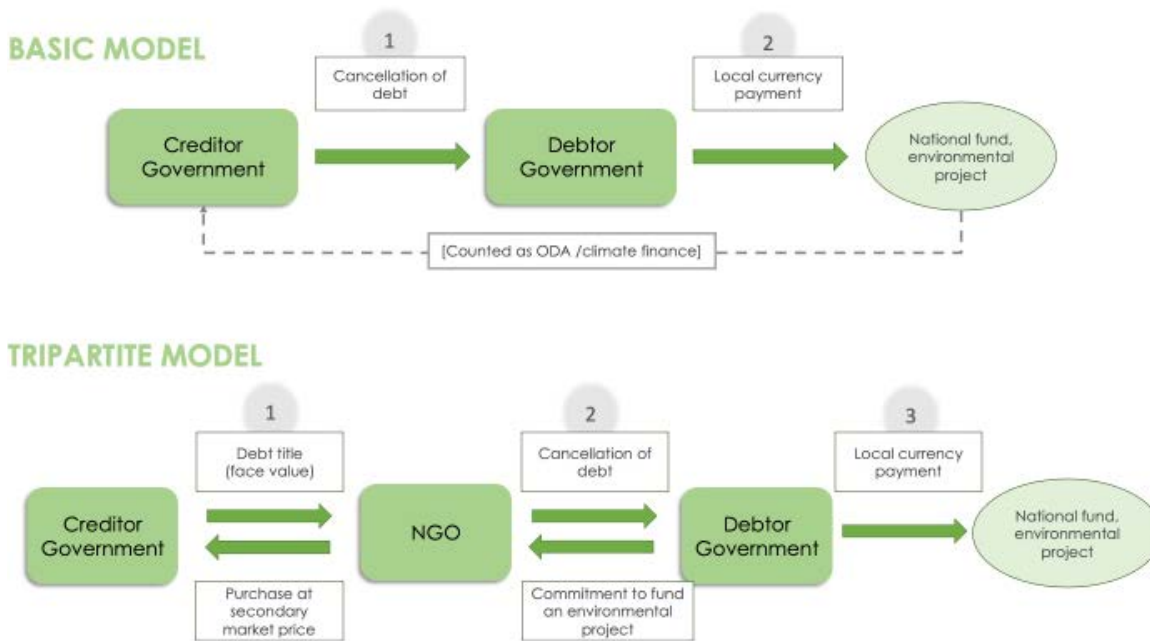 BASIC MODEL
1
2
Cancellation of
debt
Local currency
payment
Creditor
Government
Debtor
Government
National fund,
environmental
project
[Counted as ODA /climate finance]
TRIPARTITE MODEL
1
2
3
Debt title
(face value)
Cancellation of
debt
Local currency
payment
Creditor
Government
NGO
Debtor
Government
National fund,
environmental
project
Purchase at
secondary
market price
Commitment to fund
an environmental
project